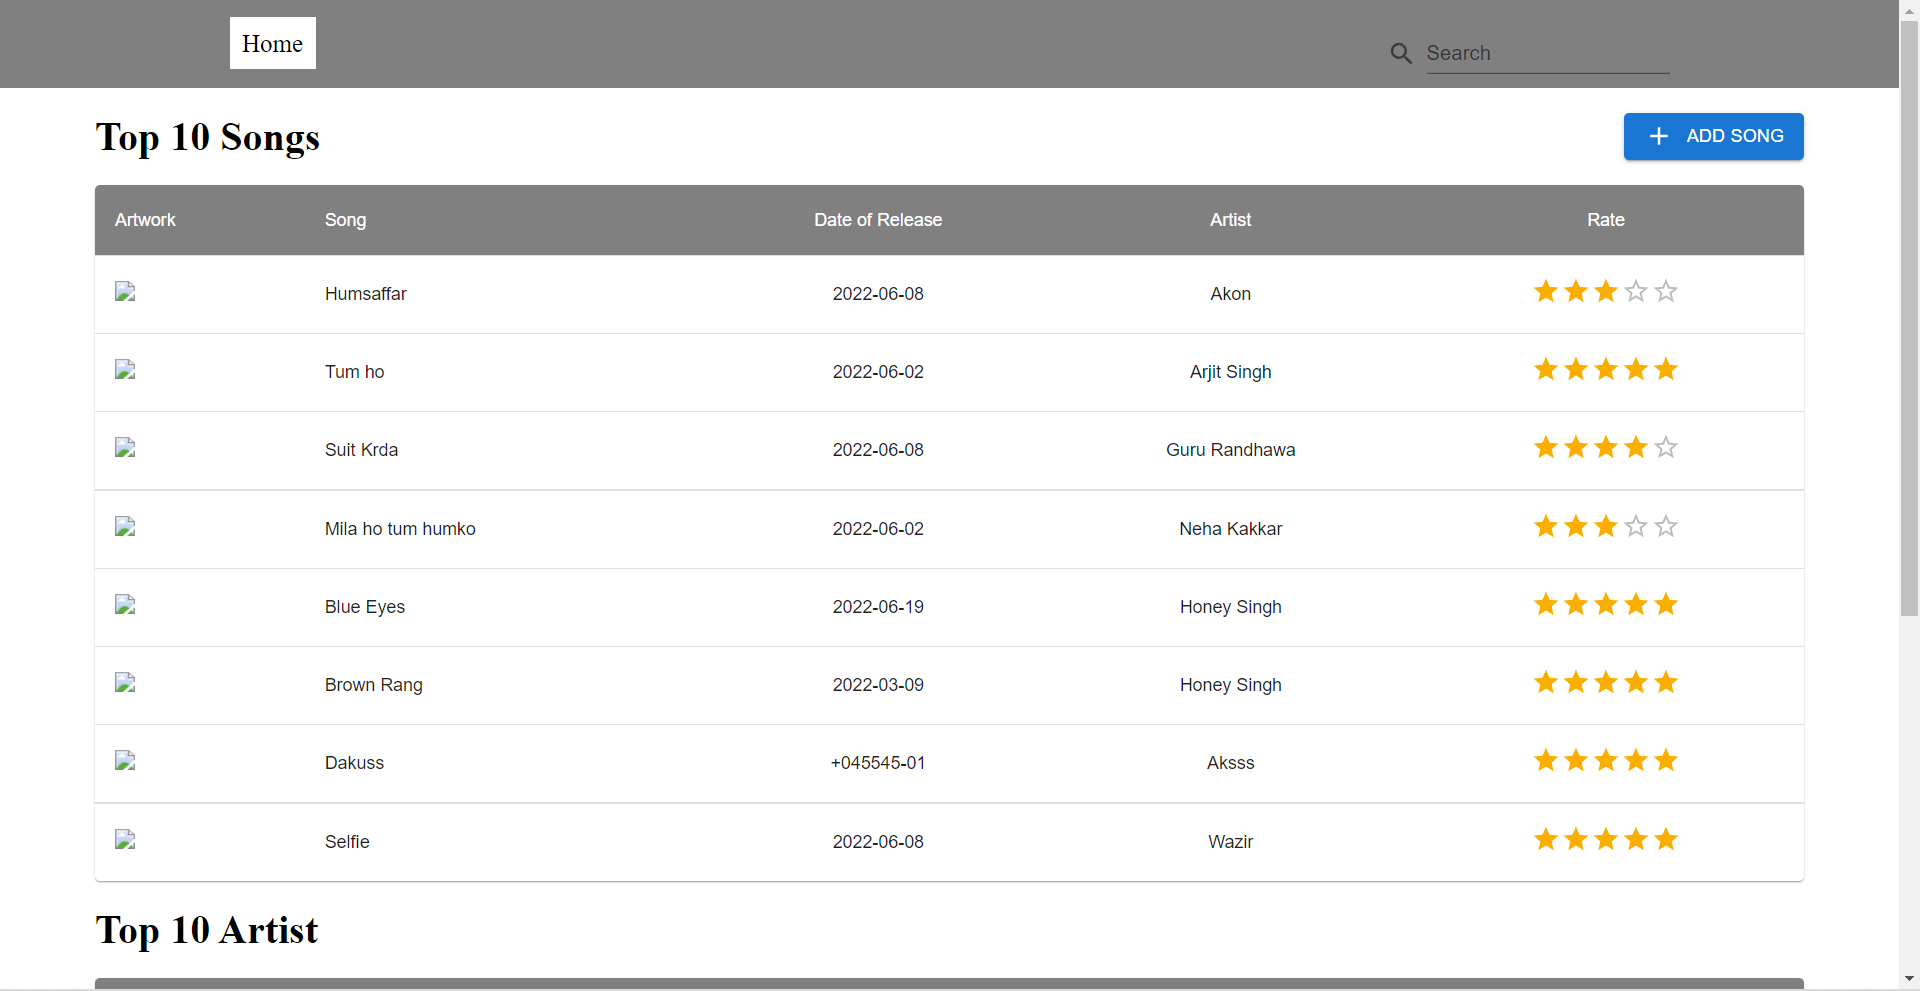 Home
Search
Top 10 Songs
ADD SONG
Artwork Song Date of Release Artist Rate
Humsaffar 2022-06-08 Akon
Tum ho 2022-06-02 Arjit Singh
Suit Krda 2022-06-08 Guru Randhawa
Mila ho tum humko 2022-06-02 Neha Kakkar
Blue Eyes 2022-06-19 Honey Singh
Brown Rang 2022-03-09 Honey Singh
Dakuss +045545-01 Aksss
Selfie 2022-06-08 Wazir
Top 10 Artist